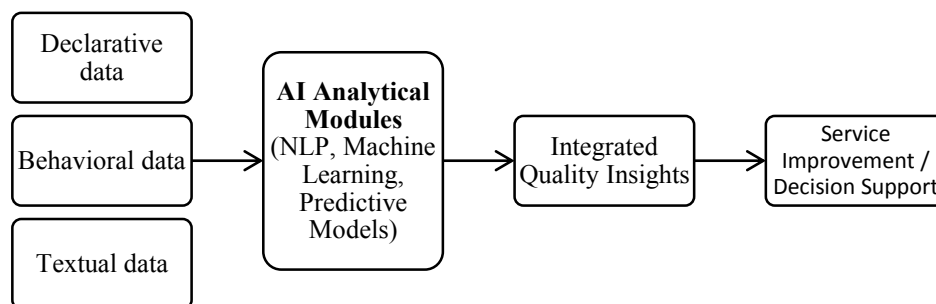 Declarative
data
Behavioral data
Textual data
AI Analytical
Modules
(NLP, Machine
Learning,
Predictive
Models)
Integrated
Quality Insights
Service
Improvement /
Decision Support